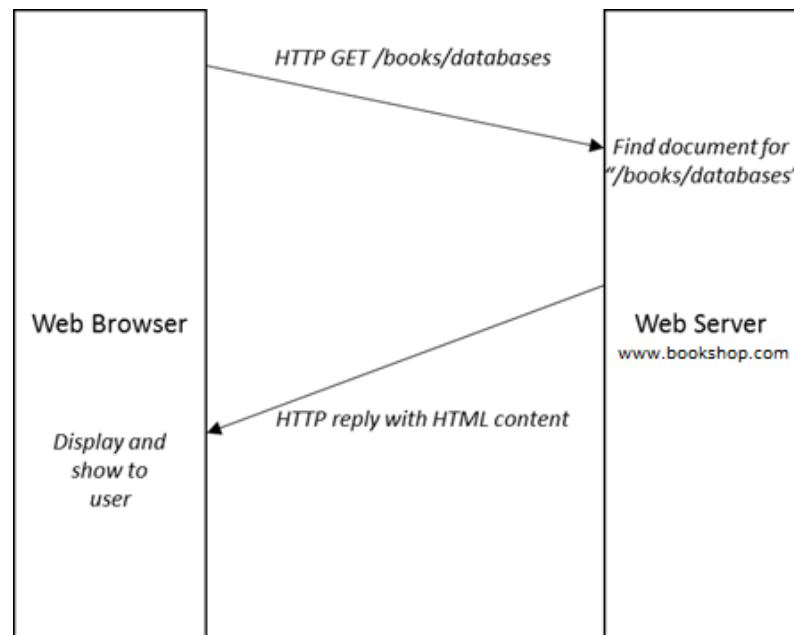 HTTP GET /books/databases
Find document for
“/books/databases”
Web Browser
Web Server
www.bookshop.com
HTTP reply with HTML content
Display and
show to
user